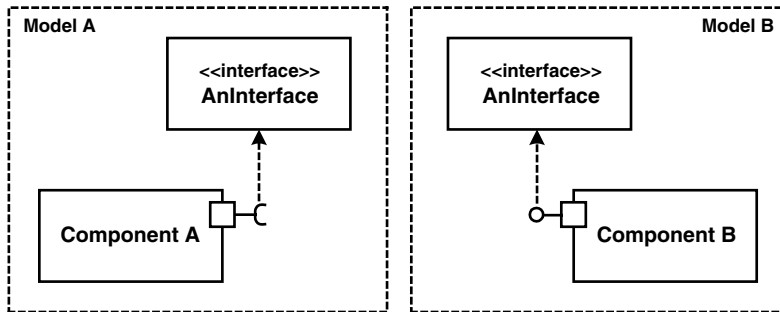 Model A
<<interface>>
AnInterface
Component A
Model B
<<interface>>
AnInterface
Component B